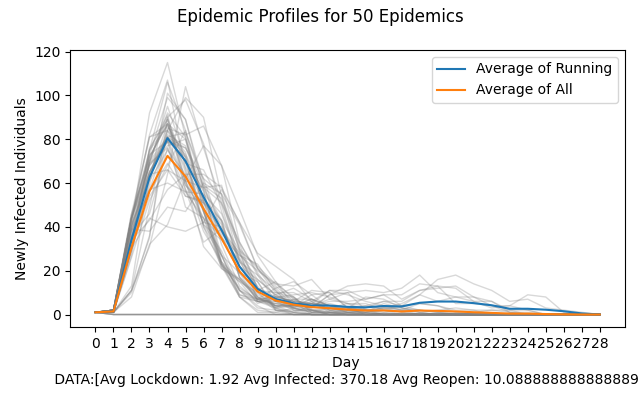 Epidemic Profiles for 50 Epidemics
120
100
80
60
40
20
0
Newly Infected Individuals
Average of Running
Average of All
0 1 2 3 4 5 6 7 8 9 10 11 12 13 14 15 16 17 18 19 20 21 22 23 24 25 26 27 28
Day
DATA:[Avg Lockdown: 1.92 Avg Infected: 370.18 Avg Reopen: 10.088888888888889